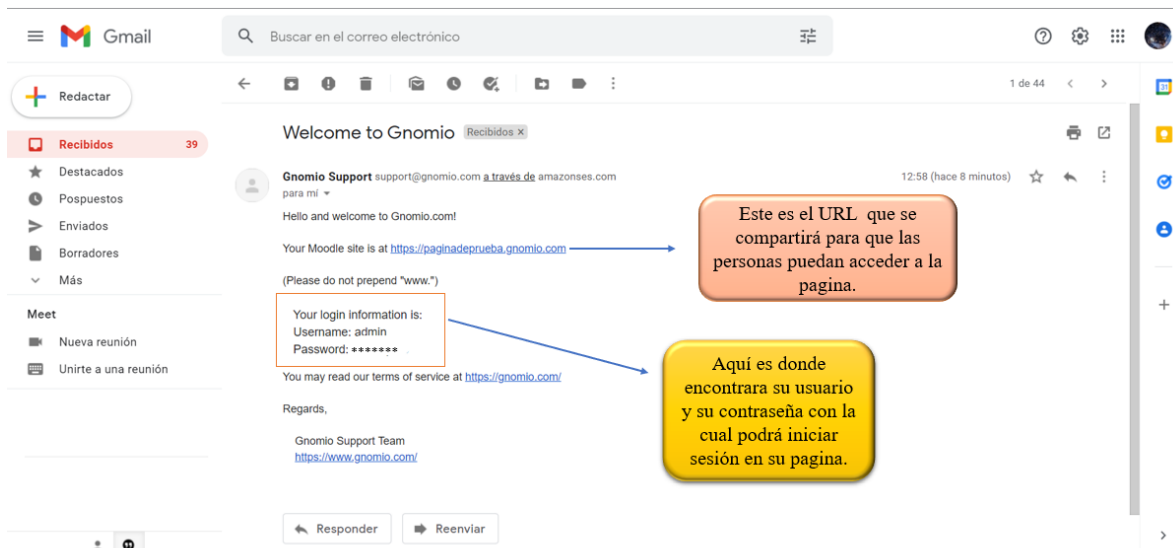 Gmail
Buscar en el correo electrónico
Redactar
1 de 44
31
Recibidos 39
Destacados
Pospuestos
Enviados
Borradores
Más
Meet
Nueva reunión
Unirte a una reunión
Welcome to Gnomio Recibidos x
Gnomio Support support@gnomio.com a través de amazonses.com
12:58 (hace 8 minutos)
para mí
Hello and welcome to Gnomio.com!
Your Moodle site is at https://paginadeprueba.gnomio.com
(Please do not prepend "www.")
Your login information is:
Username: admin
Password: *******
You may read our terms of service at https://gnomio.com/
Regards,
Gnomio Support Team
https://www.gnomio.com/
Este es el URL que se
compartirá para que las
personas puedan acceder a la
pagina.
Aquí es donde
encontrara su usuario
y su contraseña con la
cual podrá iniciar
sesión en su pagina.
Responder
Reenviar